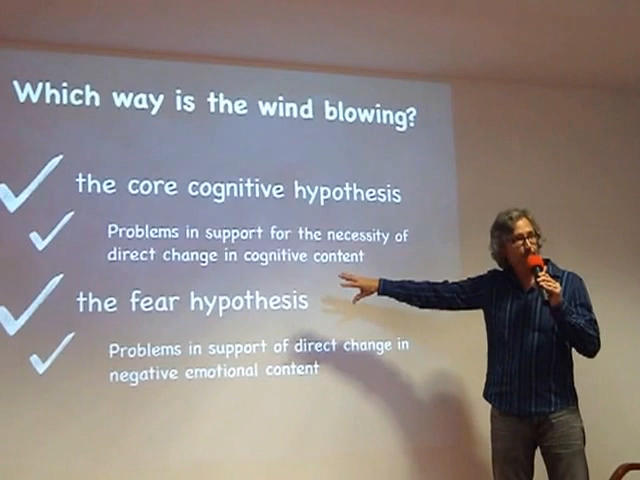 Which way is the wind blowing?
the core cognitive hypothesis
Problems in support for the necessity of
direct change in cognitive content
the fear hypothesis
Problems in support of direct change in
negative emotional content